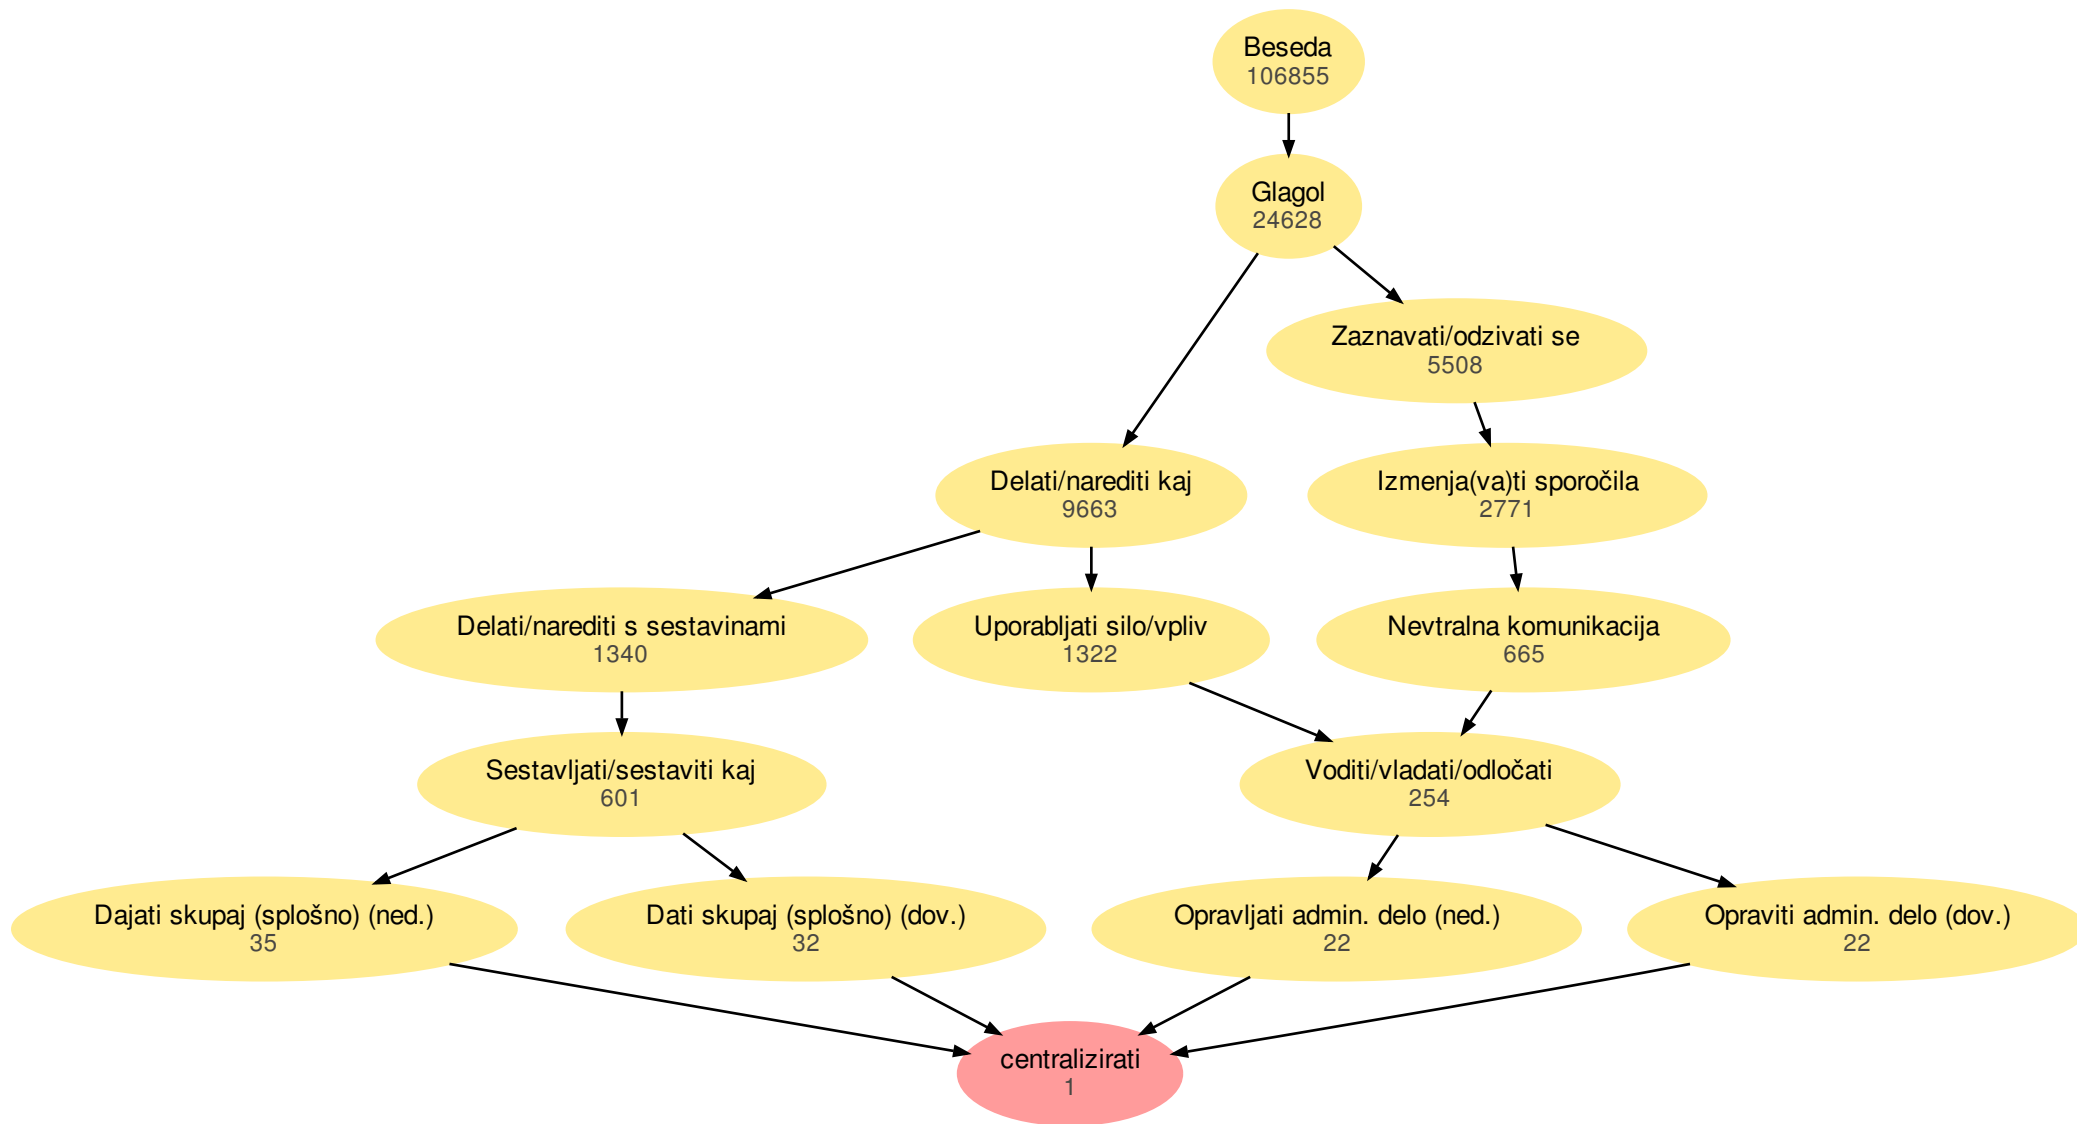 Beseda
106855
Glagol
24628
Zaznavati/odzivati se
5508
Delati/narediti kaj
9663
Izmenja(va)ti sporočila
2771
Delati/narediti s sestavinami
1340
Uporabljati silo/vpliv
1322
Nevtralna komunikacija
665
Sestavljati/sestaviti kaj
601
Voditi/vladati/odločati
254
Dajati skupaj (splošno) (ned.)
35
Dati skupaj (splošno) (dov.)
32
Opravljati admin. delo (ned.)
22
Opraviti admin. delo (dov.)
22
centralizirati
1